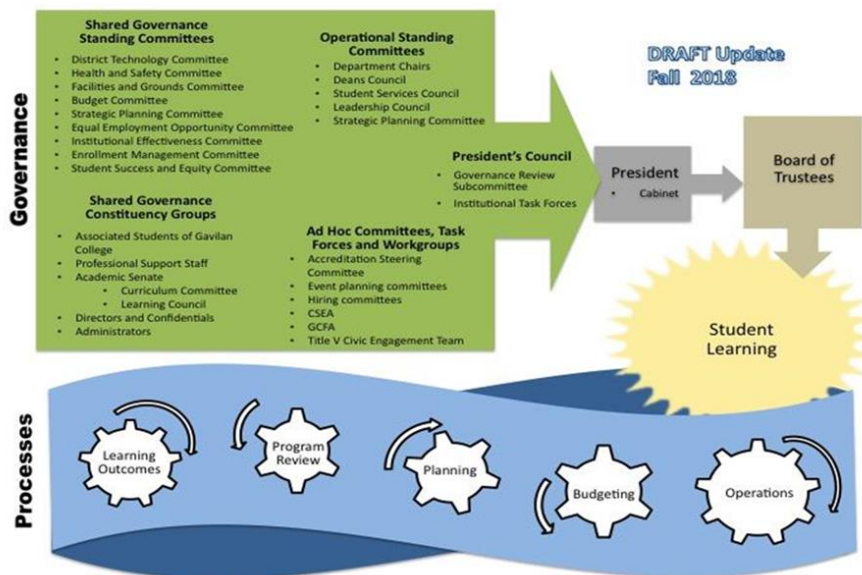 Governance
Shared Governance
Standing Committees
• District Technology Committee
• Health and Safety Committee
• Facilities and Grounds Committee
• Budget Committee
• Strategic Planning Committee
• Equal Employment Opportunity Committee
• Institutional Effectiveness Committee
• Enrollment Management Committee
• Student Success and Equity Committee
Shared Governance
Constituency Groups
• Associated Students of Gavilan
College
• Professional Support Staff
• Academic Senate
• Curriculum Committee
• Learning Council
• Directors and Confidentials
• Administrators
Operational Standing
Committees
• Department Chairs
• Deans Council
• Student Services Council
• Leadership Council
• Strategic Planning Committee
President's Council
• Governance Review
Subcommittee
• Institutional Task Forces
Ad Hoc Committees, Task
Forces and Workgroups
• Accreditation Steering
Committee
• Event planning committees
• Hiring committees
• CSEA
• GCFA
• Title V Civic Engagement Team
DRAFT Update
Fall 2018
President
• Cabinet
Board of
Trustees
Student
Learning
Processes
Learning
Outcomes
Program
Review
Planning
Budgeting
Operations